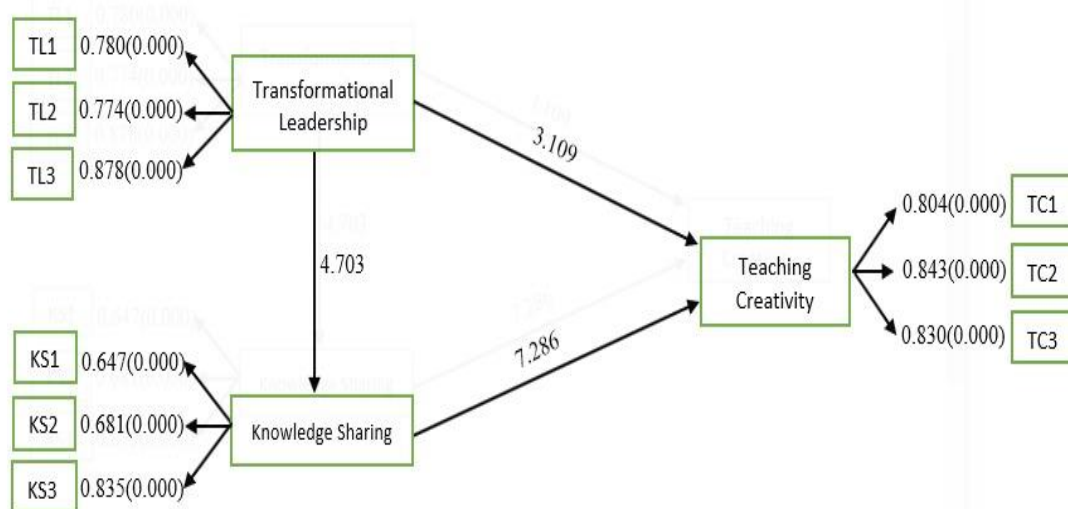 TL1 0.780(0.000)
TL2 0.774(0.000)
TL3 0.878(0.000)
Transformational
Leadership
3.109
4.703
Teaching
Creativity
0.804(0.000) TC1
0.843(0.000) TC2
0.830(0.000) TC3
7.286
KS1 0.647(0.000)
KS2 0.681(0.000)
KS3 0.835(0.000)
Knowledge Sharing